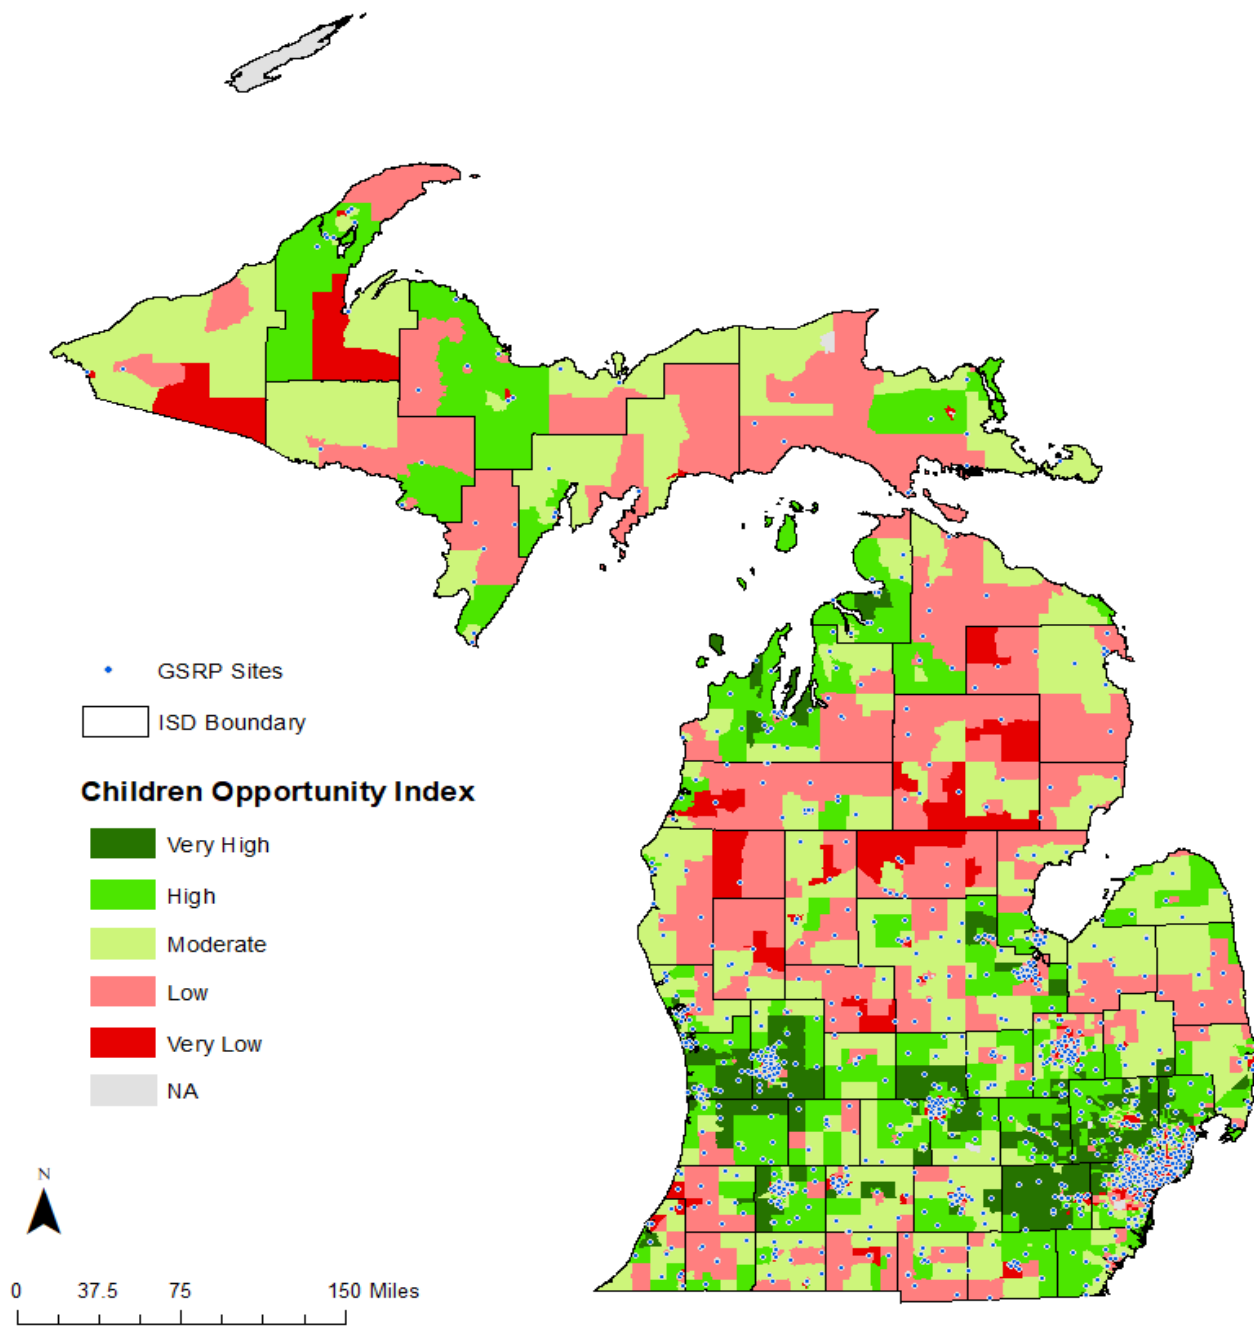 GSRP Sites
ISD Boundary
Children Opportunity Index
Very High
High
Moderate
Low
Very Low
NA
N
0 37.5 75 150 Miles